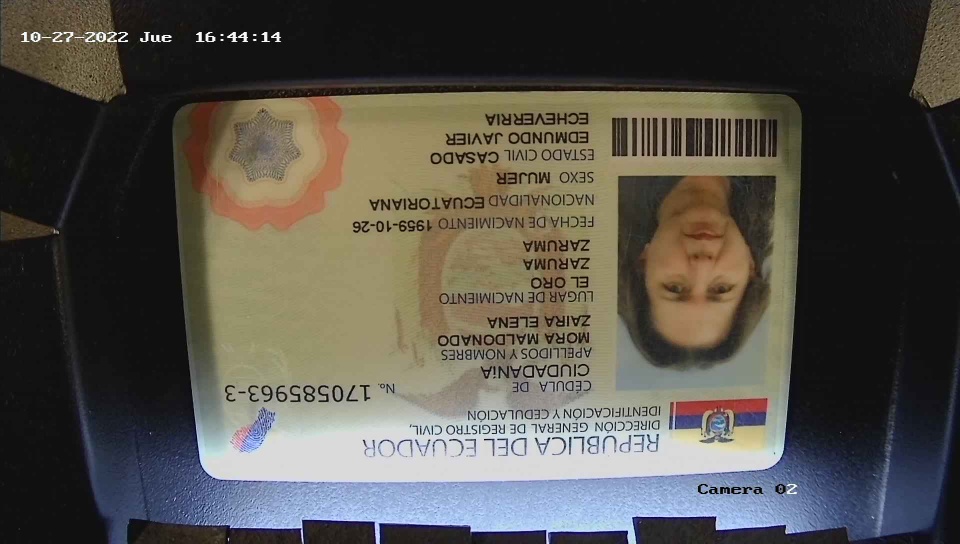 10-27-2022 Jue 16:44:14
REPÚBLICA DEL ECUADOR
DIRECCIÓN GENERAL DE REGISTRO CIVIL,
IDENTIFICACIÓN Y CEDULACIÓN
CÉDULA DE
CIUDADANÍA
No. 170585963-3
APELLIDOS Y NOMBRES
MORA MALDONADO
ZAIRA ELENA
LUGAR DE NACIMIENTO
EL ORO
ZARUMA
ZARUMA
FECHA DE NACIMIENTO 1959-10-26
NACIONALIDAD ECUATORIANA
SEXO MUJER
ESTADO CIVIL CASADO
EDMUNDO JAVIER
ECHEVERRIA
Camera 02